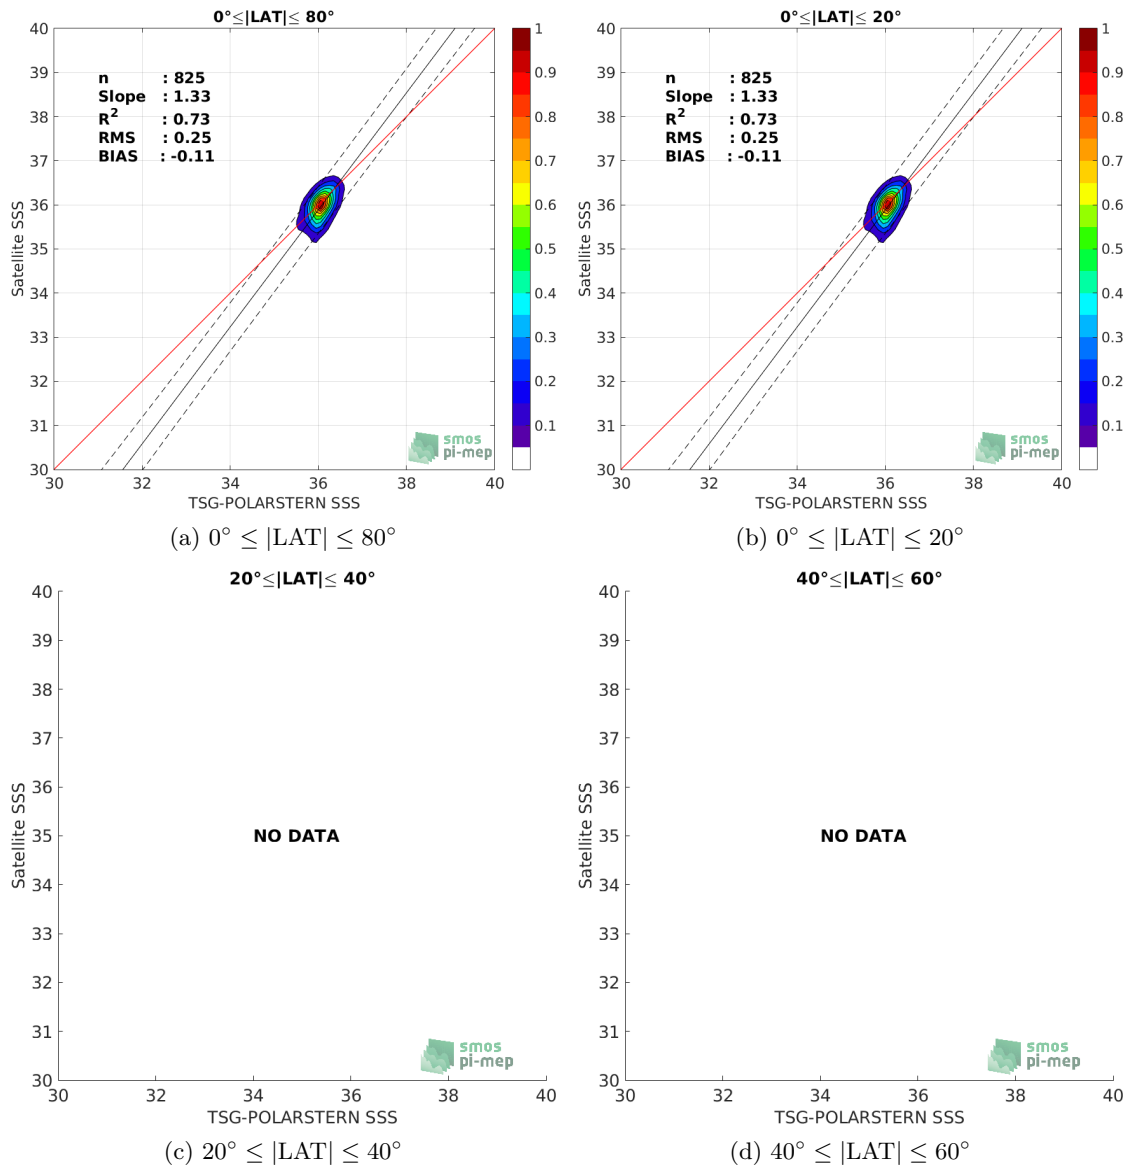 0°≤|LAT|≤ 80°
40
39
38
37
36
35
34
33
32
31
30
Satellite SSS
n : 825
Slope : 1.33
R² : 0.73
RMS : 0.25
BIAS : -0.11
smos
pi-mep
30 32 34 36 38 40
TSG-POLARSTERN SSS
1
0.9
0.8
0.7
0.6
0.5
0.4
0.3
0.2
0.1
(a) 0° ≤ |LAT| ≤ 80°
0°≤|LAT|≤ 20°
40
39
38
37
36
35
34
33
32
31
30
Satellite SSS
n : 825
Slope : 1.33
R² : 0.73
RMS : 0.25
BIAS : -0.11
smos
pi-mep
30 32 34 36 38 40
TSG-POLARSTERN SSS
1
0.9
0.8
0.7
0.6
0.5
0.4
0.3
0.2
0.1
(b) 0° ≤ |LAT| ≤ 20°
20°≤|LAT|≤ 40°
40
39
38
37
36
35
34
33
32
31
30
Satellite SSS
NO DATA
smos
pi-mep
30 32 34 36 38 40
TSG-POLARSTERN SSS
(c) 20° ≤ |LAT| ≤ 40°
40°≤|LAT|≤ 60°
40
39
38
37
36
35
34
33
32
31
30
Satellite SSS
NO DATA
smos
pi-mep
30 32 34 36 38 40
TSG-POLARSTERN SSS
(d) 40° ≤ |LAT| ≤ 60°